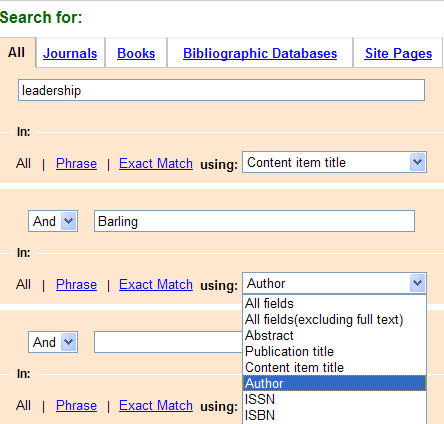 Search for:
All Journals Books Bibliographic Databases Site Pages
leadership
In:
All | Phrase | Exact Match using: Content item title
And Barling
In:
All | Phrase | Exact Match using: Author
All fields
All fields(excluding full text)
Abstract
Publication title
Content item title
Author
ISSN
ISBN
And
In:
All | Phrase | Exact Match using: